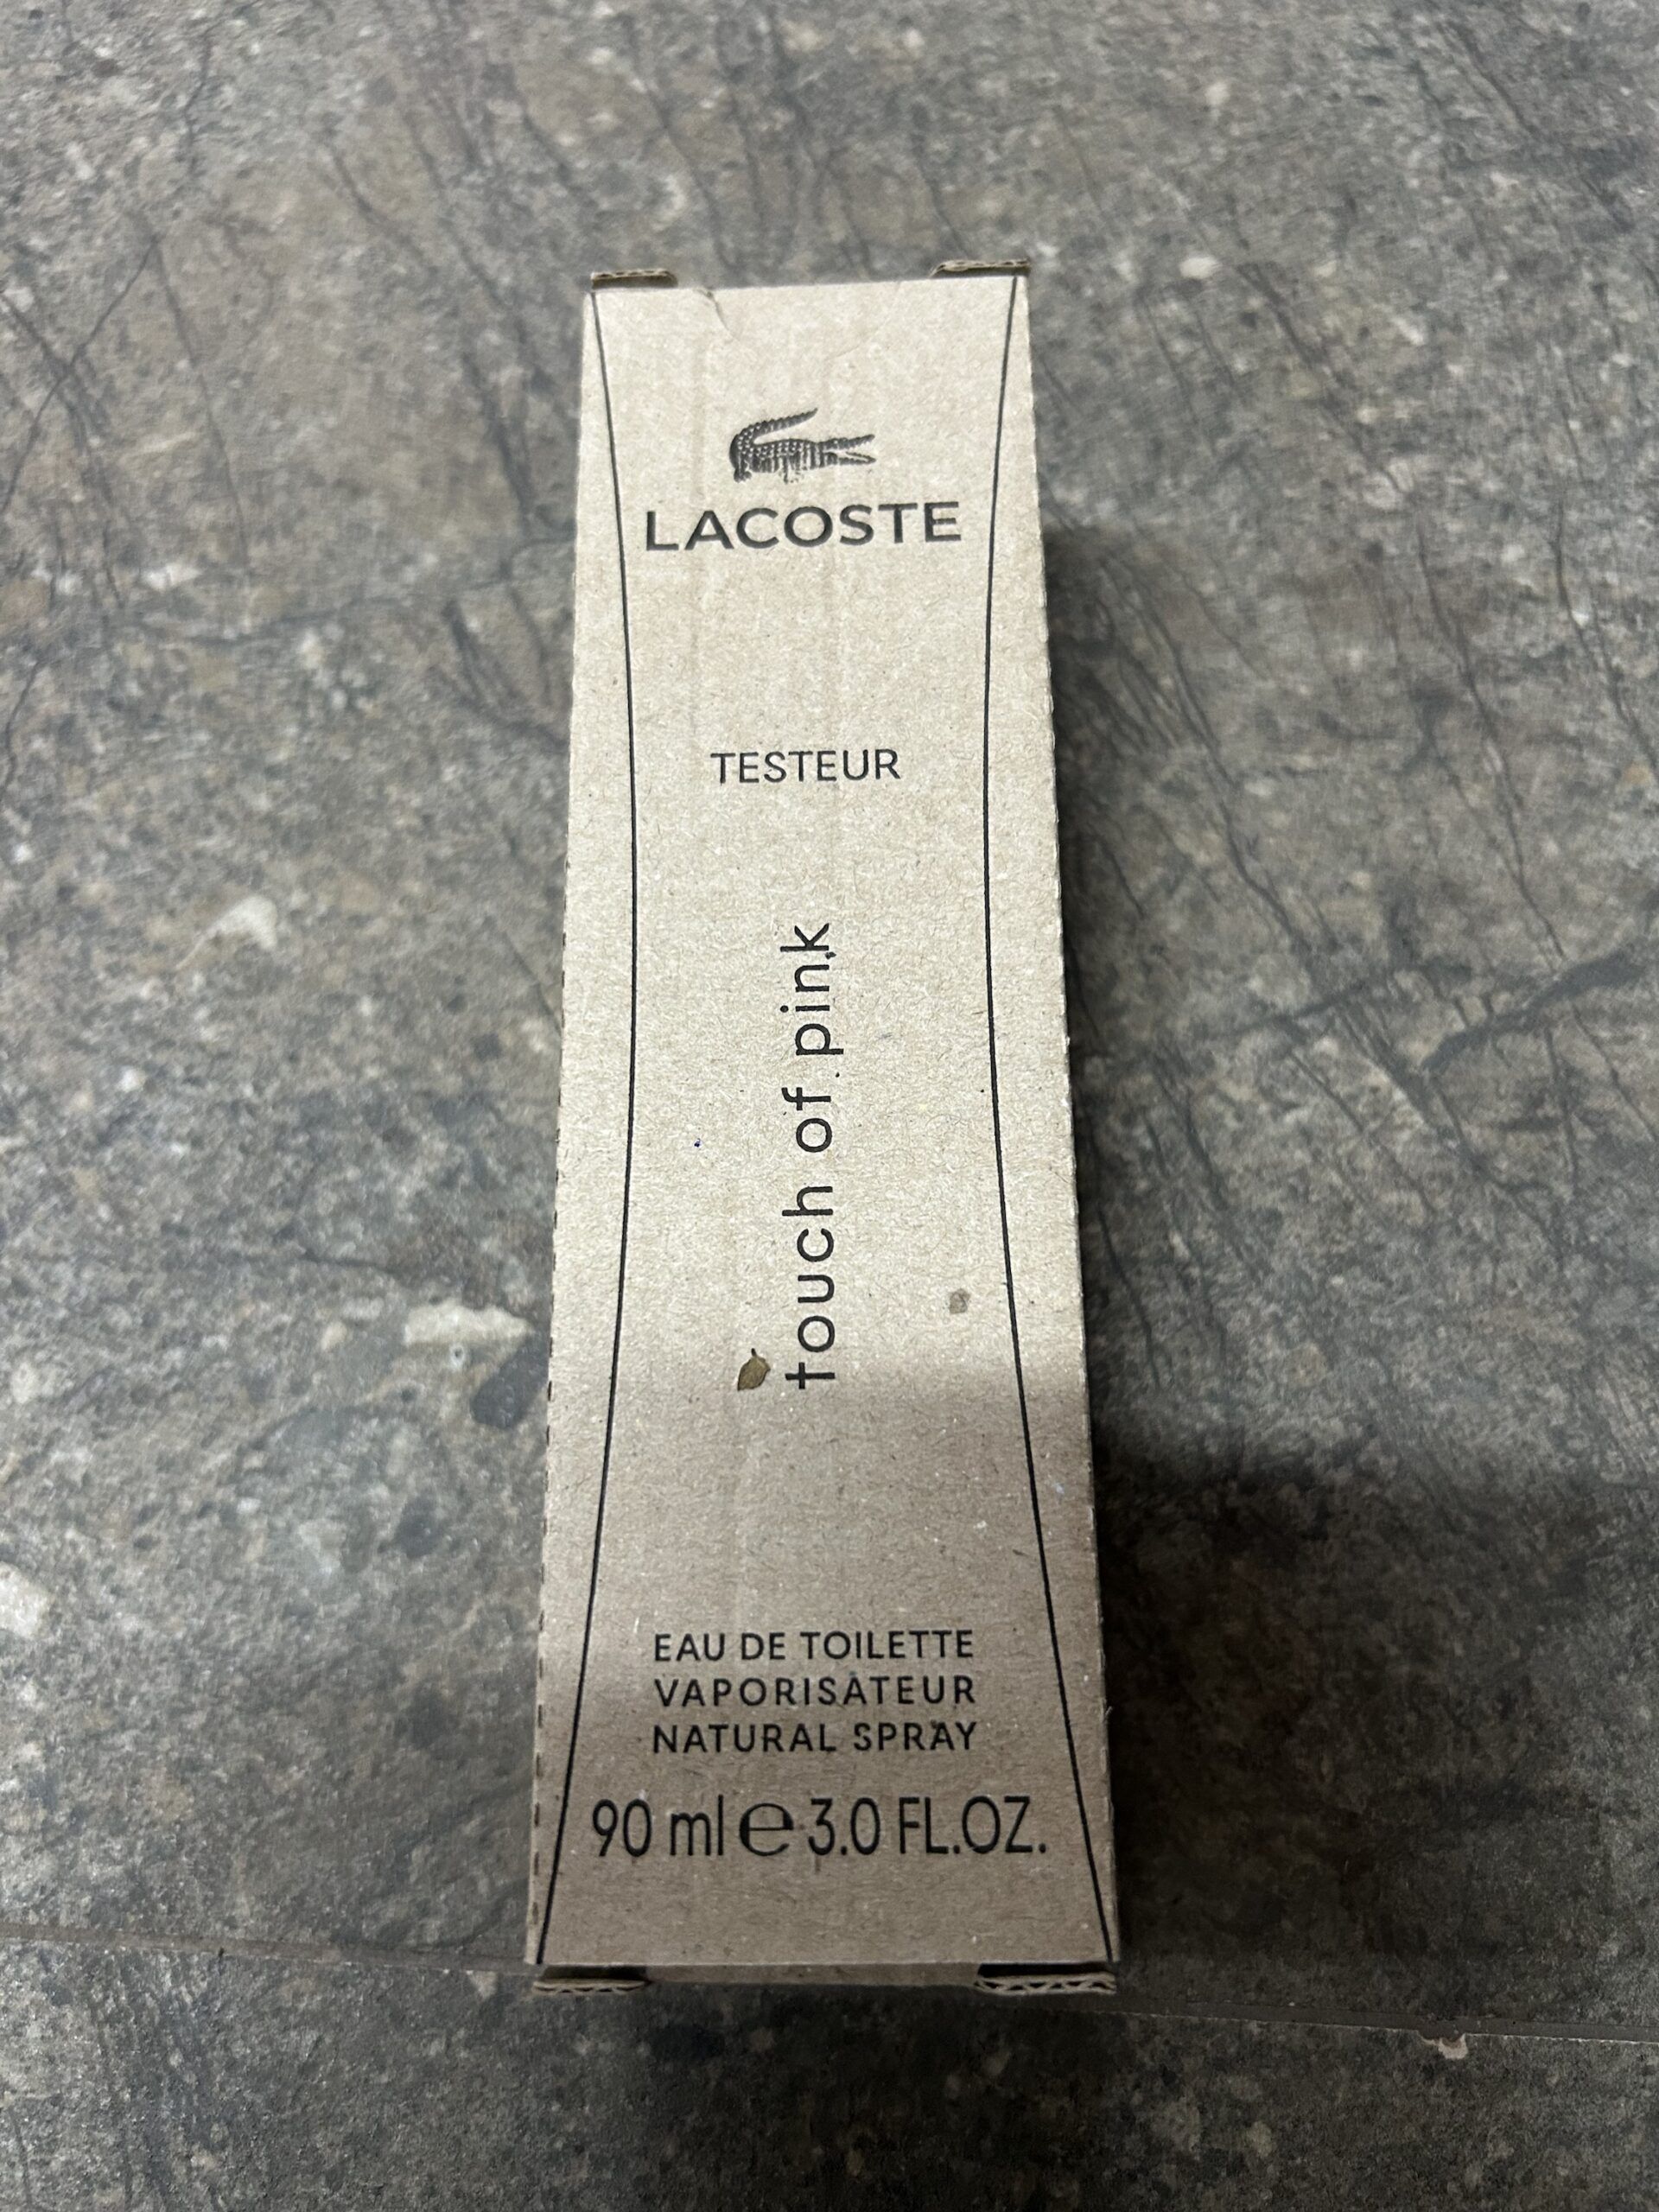 LACOSTE
TESTEUR
touch of pink
EAU DE TOILETTE
VAPORISATEUR
NATURAL SPRAY
90 ml e 3.0 FL.OZ.